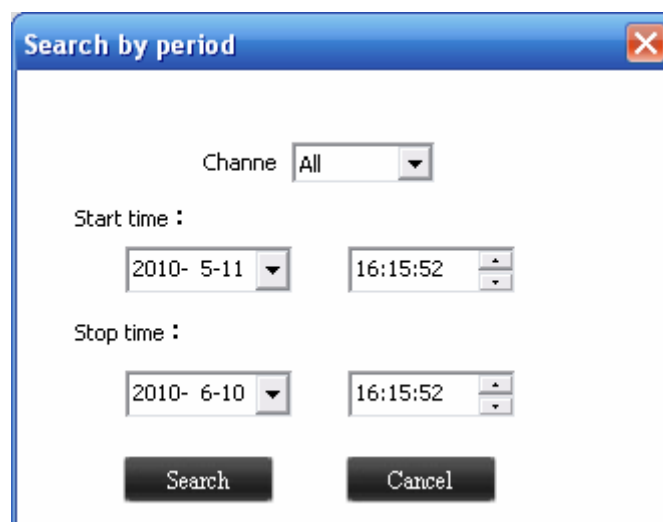 Search by period
Channe All
Start time：
2010- 5-11 16:15:52
Stop time：
2010- 6-10 16:15:52
Search Cancel